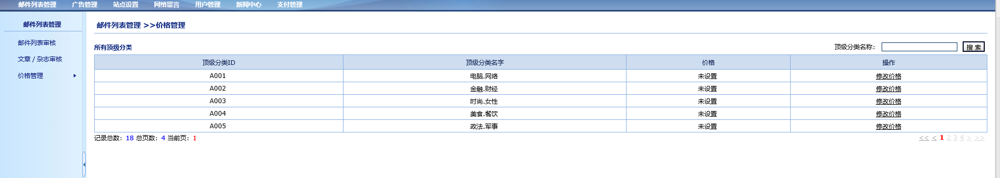 邮件列表管理 广告管理 站点设置 网络留言 用户管理 新闻中心 支付管理
邮件列表管理
邮件列表审核
文章 / 杂志审核
价格管理
邮件列表管理 >>价格管理
所有顶级分类 顶级分类名称： 搜 索
顶级分类ID 顶级分类名字 价格 操作
A001 电脑.网络 未设置 修改价格
A002 金融.财经 未设置 修改价格
A003 时尚.女性 未设置 修改价格
A004 美食.餐饮 未设置 修改价格
A005 政法.军事 未设置 修改价格
记录总数：18 总页数：4 当前页：1 << < 1 2 3 4 > >>